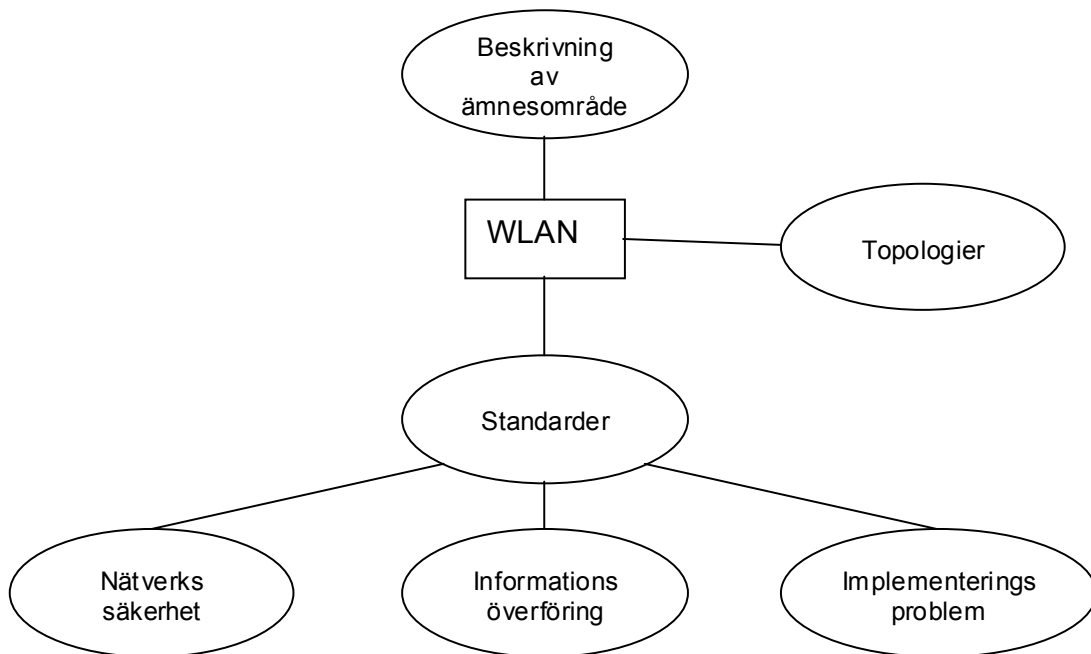 Beskrivning
av
ämnesområde
WLAN
Topologier
Standarder
Nätverks
säkerhet
Informations
överföring
Implementerings
problem